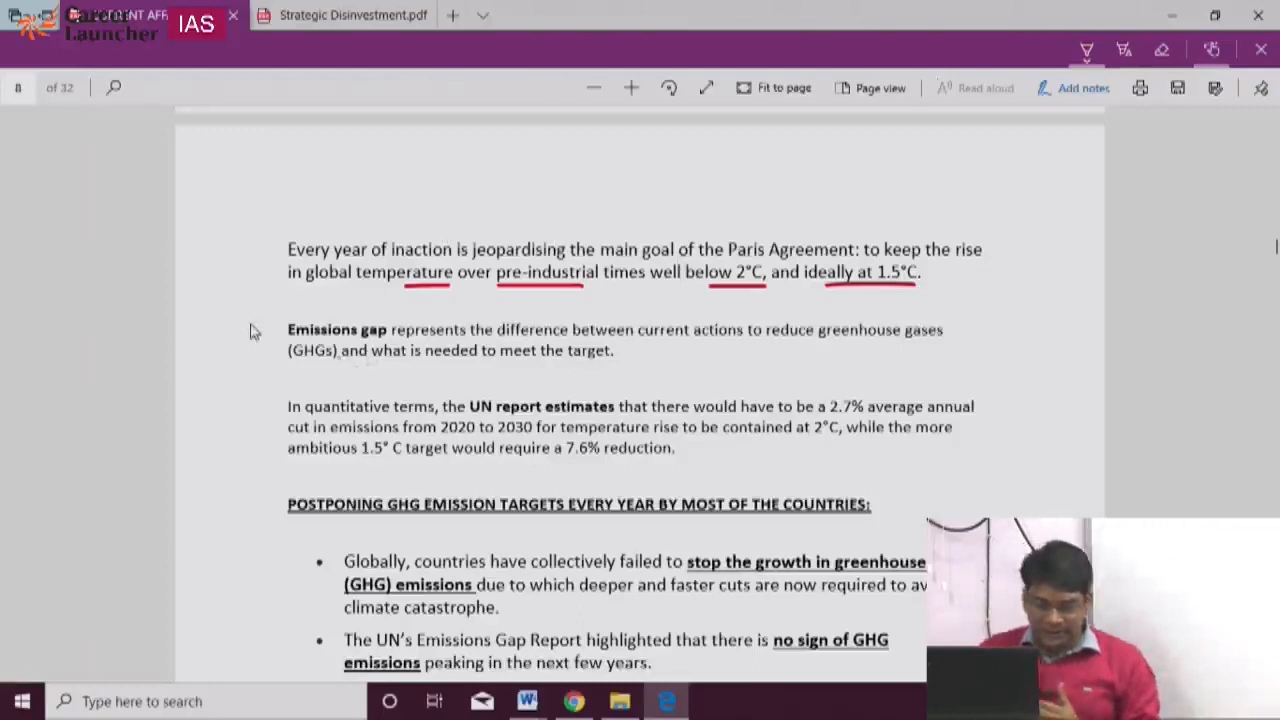 Career Launcher IAS
CURRENT AFF
Strategic Disinvestment.pdf
8 of 32
Fit to page
Page view
Read aloud
Add notes
Every year of inaction is jeopardising the main goal of the Paris Agreement: to keep the rise
in global temperature over pre-industrial times well below 2°C, and ideally at 1.5°C.
Emissions gap represents the difference between current actions to reduce greenhouse gases
(GHGs) and what is needed to meet the target.
In quantitative terms, the UN report estimates that there would have to be a 2.7% average annual
cut in emissions from 2020 to 2030 for temperature rise to be contained at 2°C, while the more
ambitious 1.5° C target would require a 7.6% reduction.
POSTPONING GHG EMISSION TARGETS EVERY YEAR BY MOST OF THE COUNTRIES:
• Globally, countries have collectively failed to stop the growth in greenhouse
(GHG) emissions due to which deeper and faster cuts are now required to av
climate catastrophe.
• The UN's Emissions Gap Report highlighted that there is no sign of GHG
emissions peaking in the next few years.
Type here to search